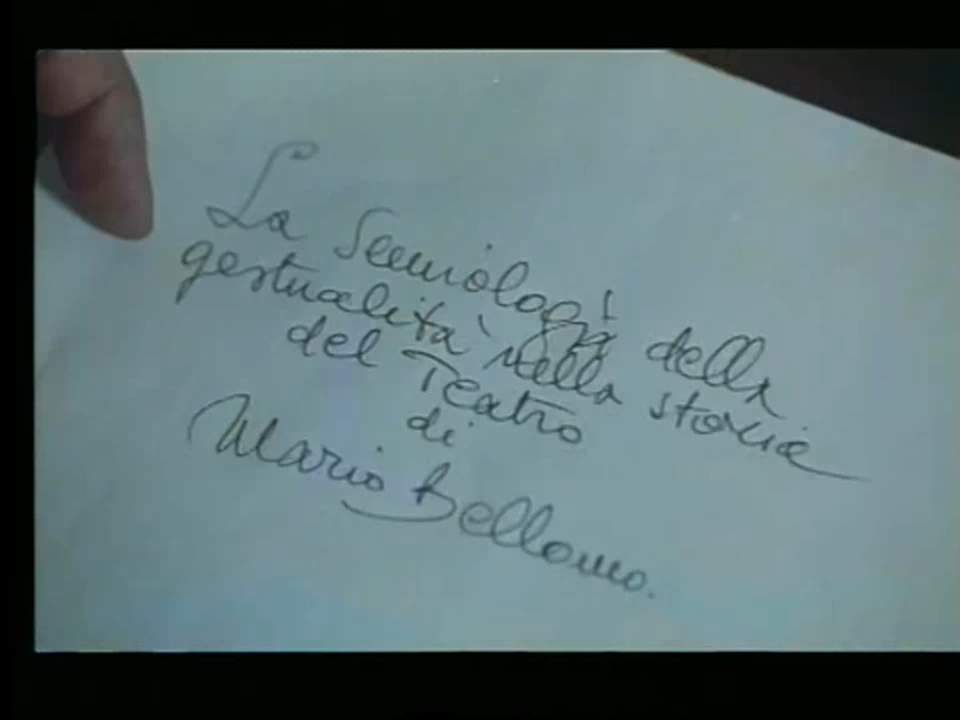 La Semiologia della
gestualità nella storia
del Teatro
di
Mario Bellomo.